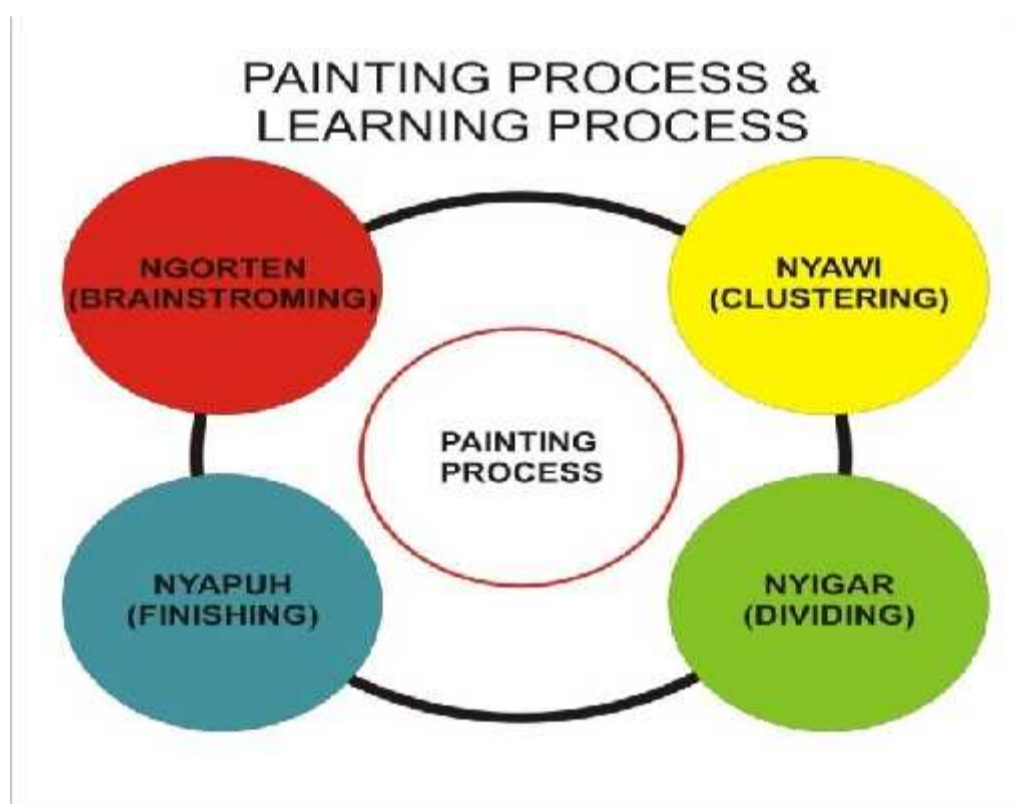 PAINTING PROCESS &
LEARNING PROCESS
NGORTEN
(BRAINSTROMING)
NYAWI
(CLUSTERING)
PAINTING
PROCESS
NYAPUH
(FINISHING)
NYIGAR
(DIVIDING)